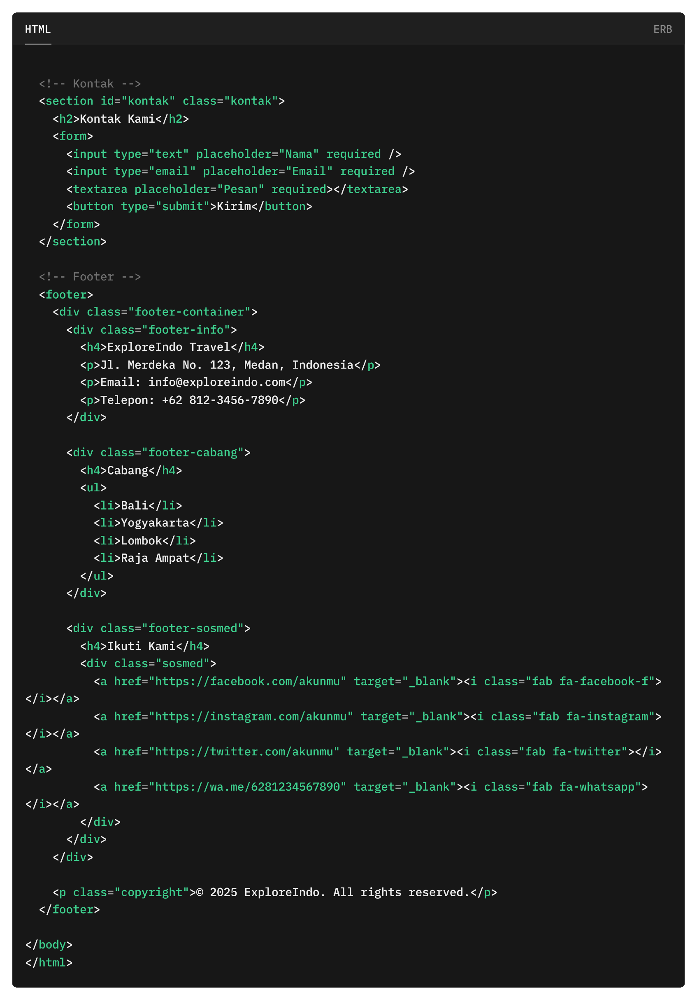 HTML
ERB
<!-- Kontak -->
<section id="kontak" class="kontak">
<h2>Kontak Kami</h2>
<form>
<input type="text" placeholder="Nama" required />
<input type="email" placeholder="Email" required />
<textarea placeholder="Pesan" required></textarea>
<button type="submit">Kirim</button>
</form>
</section>
<!-- Footer -->
<footer>
<div class="footer-container">
<div class="footer-info">
<h4>ExploreIndo Travel</h4>
<p>Jl. Merdeka No. 123, Medan, Indonesia</p>
<p>Email: info@exploreindo.com</p>
<p>Telepon: +62 812-3456-7890</p>
</div>
<div class="footer-cabang">
<h4>Cabang</h4>
<ul>
<li>Bali</li>
<li>Yogyakarta</li>
<li>Lombok</li>
<li>Raja Ampat</li>
</ul>
</div>
<div class="footer-sosmed">
<h4>Ikuti Kami</h4>
<div class="sosmed">
<a href="https://facebook.com/akunmu" target="_blank"><i class="fab fa-facebook-f">
</i></a>
<a href="https://instagram.com/akunmu" target="_blank"><i class="fab fa-instagram">
</i></a>
<a href="https://twitter.com/akunmu" target="_blank"><i class="fab fa-twitter"></i>
</a>
<a href="https://wa.me/6281234567890" target="_blank"><i class="fab fa-whatsapp">
</i></a>
</div>
</div>
</div>
<p class="copyright">© 2025 ExploreIndo. All rights reserved.</p>
</footer>
</body>
</html>